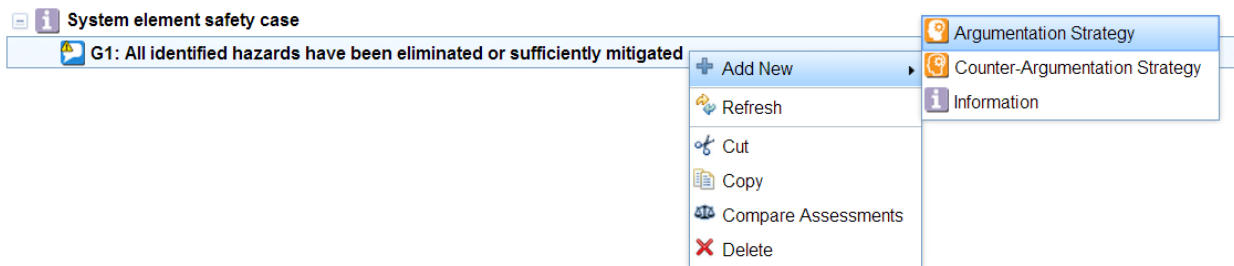 System element safety case
G1: All identified hazards have been eliminated or sufficiently mitigated
Add New
Refresh
Cut
Copy
Compare Assessments
Delete
Argumentation Strategy
Counter-Argumentation Strategy
Information